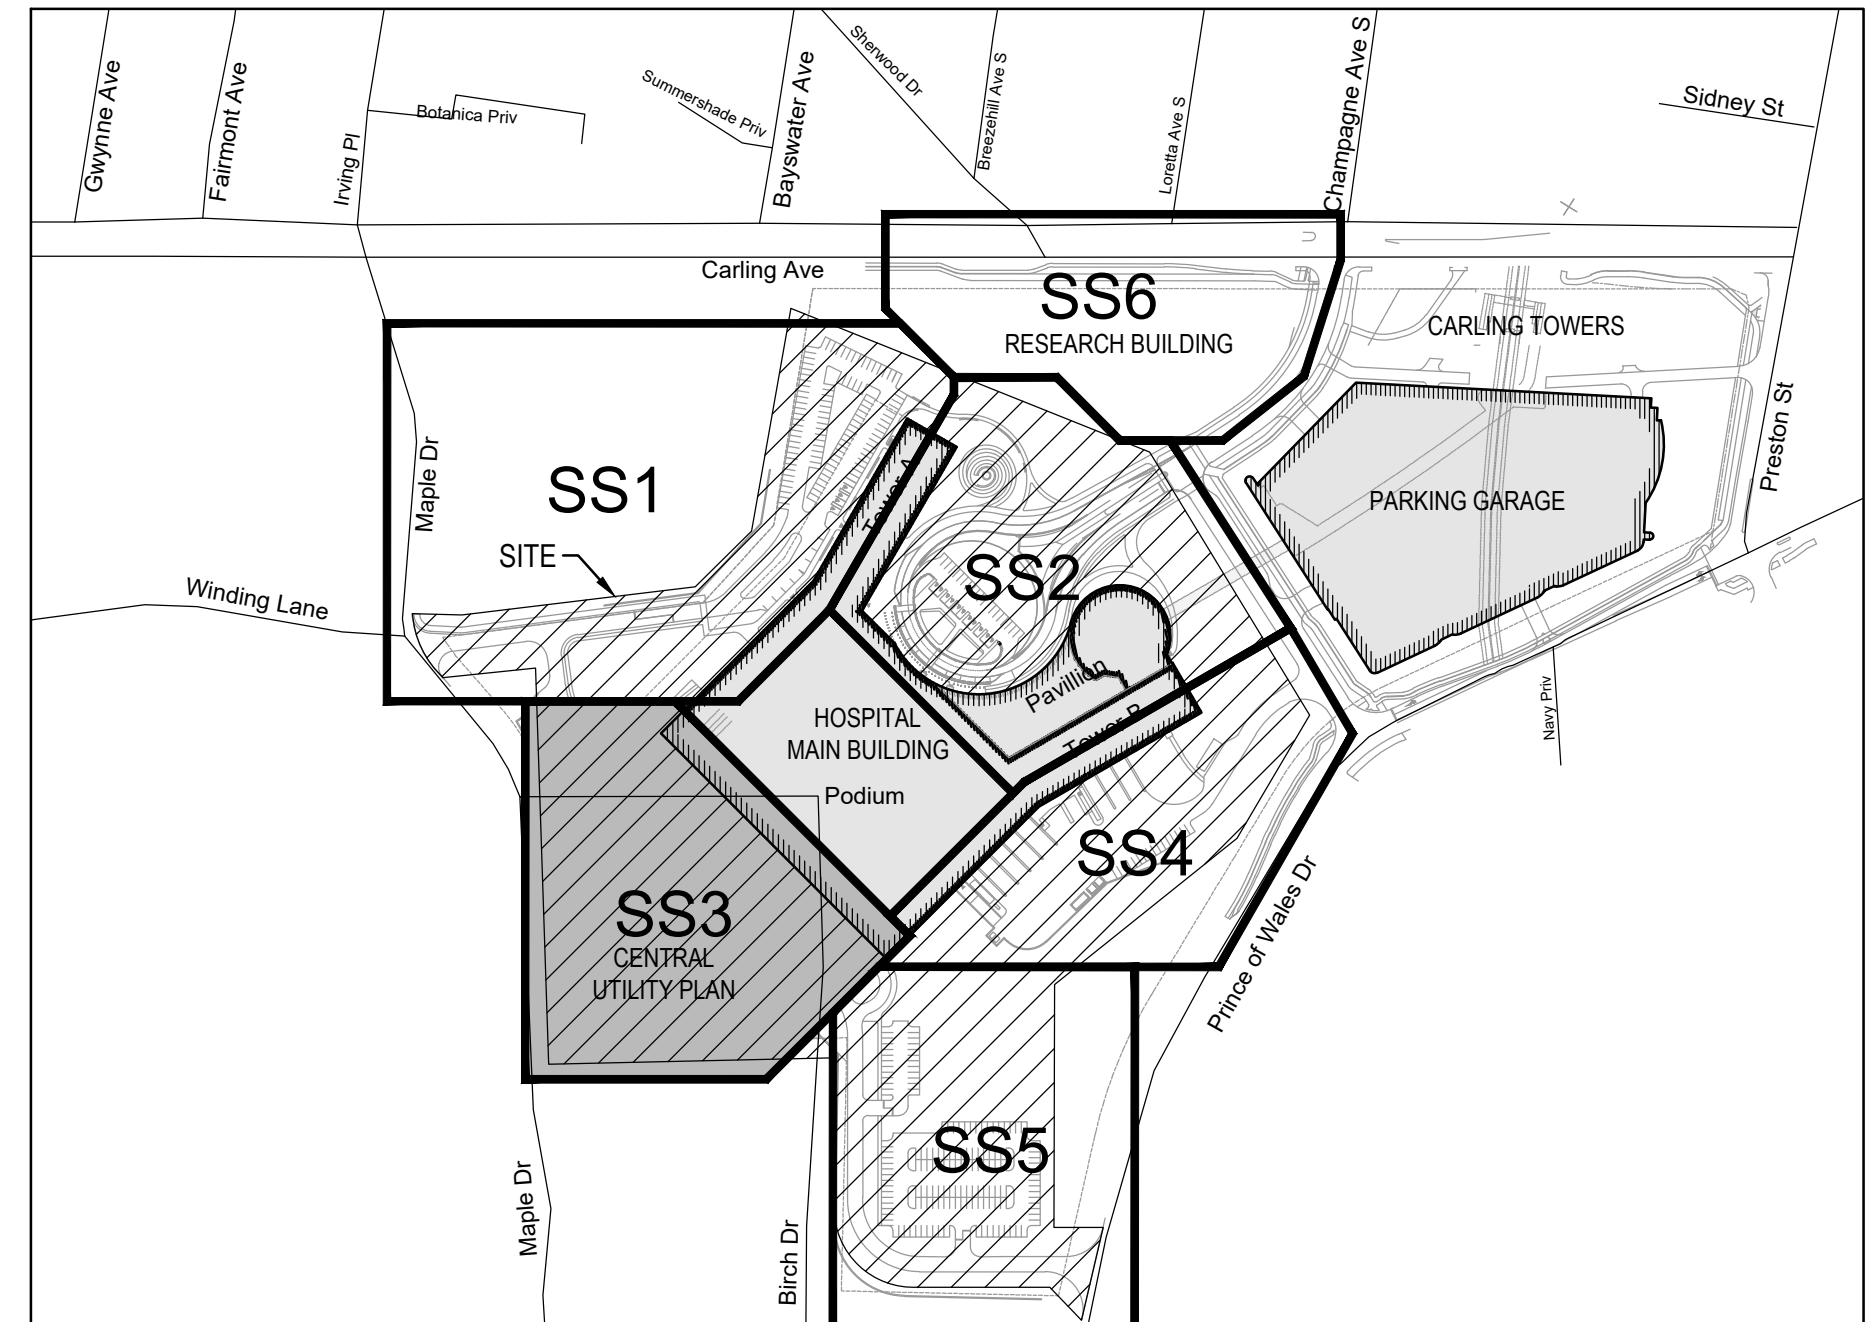 Gwynne Ave
Fairmont Ave
Irving Pl
Botanica Priv
Summershade Priv
Bayswater Ave
Sherwood Dr
Breezehill Ave S
Loretta Ave S
Champagne Ave S
Sidney St
Carling Ave
SS6
RESEARCH BUILDING
CARLING TOWERS
Preston St
Maple Dr
SS1
SITE
Winding Lane
Tower A
SS2
PARKING GARAGE
Pavillion
Tower B
Navy Priv
HOSPITAL
MAIN BUILDING
Podium
SS4
SS3
CENTRAL
UTILITY PLAN
Prince of Wales Dr
SS5
Maple Dr
Birch Dr